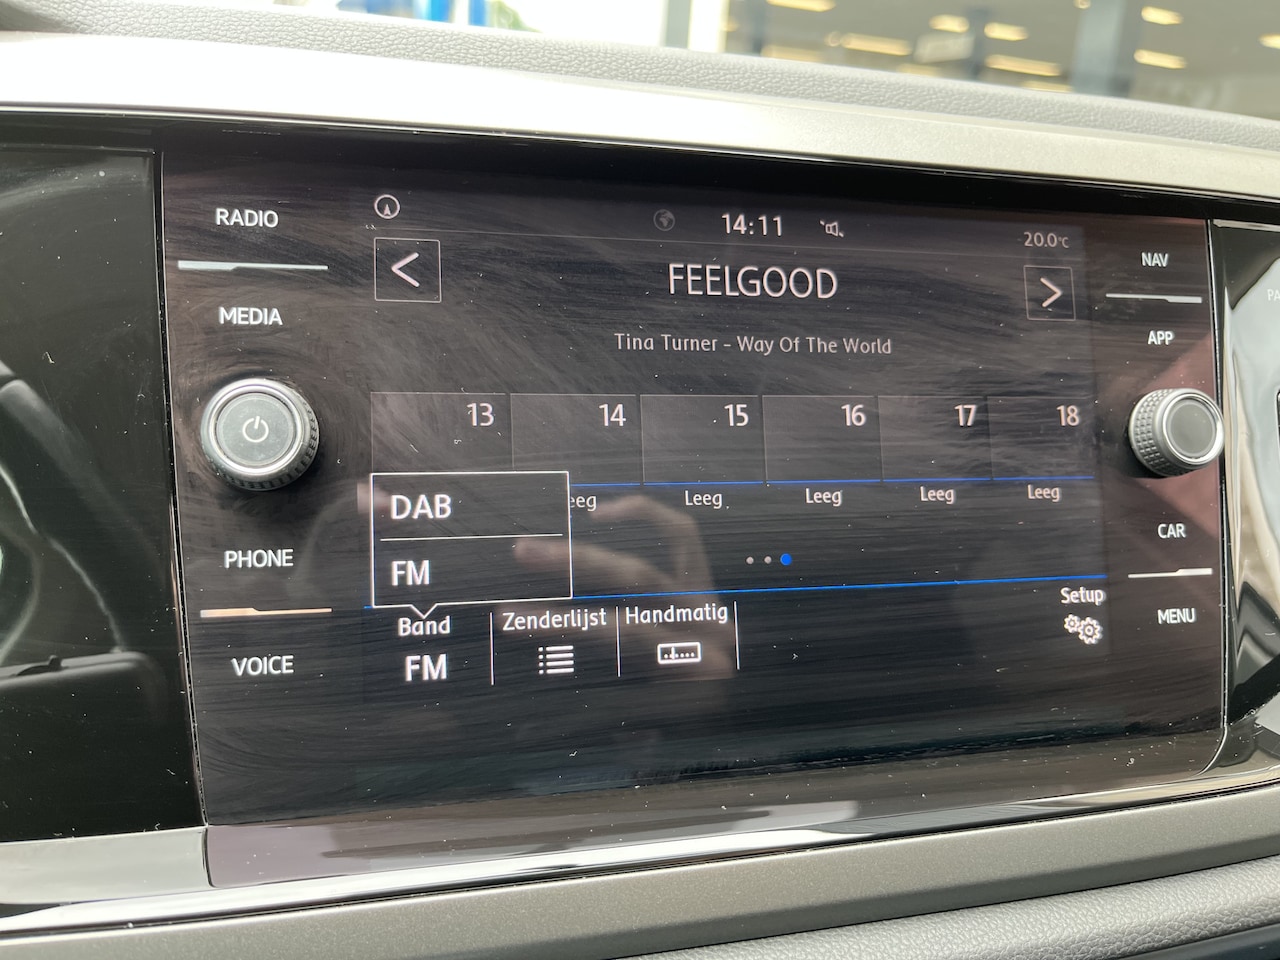 RADIO
MEDIA
PHONE
VOICE
14:11
20.0°C
FEELGOOD
Tina Turner - Way Of The World
13 14 15 16 17 18
eeg Leeg Leeg Leeg Leeg
DAB
FM
Band
FM
Zenderlijst
Handmatig
Setup
NAV
APP
CAR
MENU